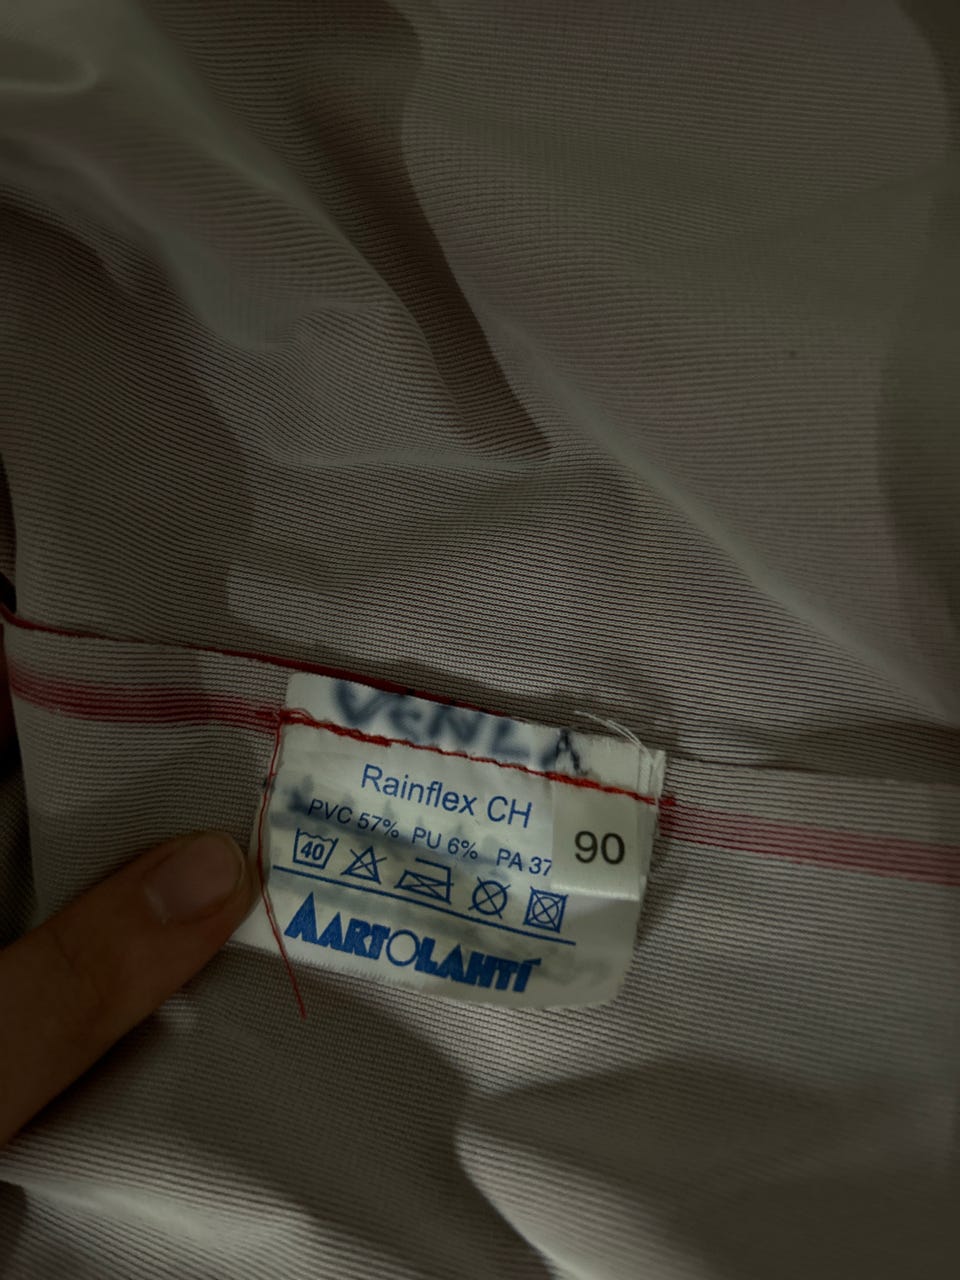 VENLA
Rainflex CH
90
PVC 57% PU 6% PA 37
40
AARTOLAHTI